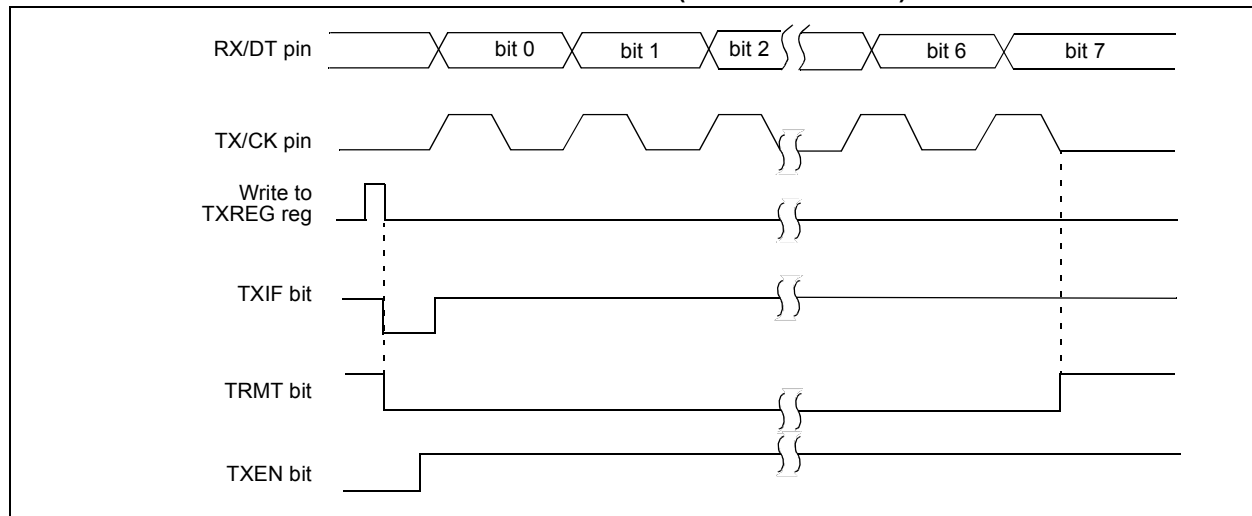 RX/DT pin
bit 0
bit 1
bit 2
bit 6
bit 7
TX/CK pin
Write to
TXREG reg
TXIF bit
TRMT bit
TXEN bit